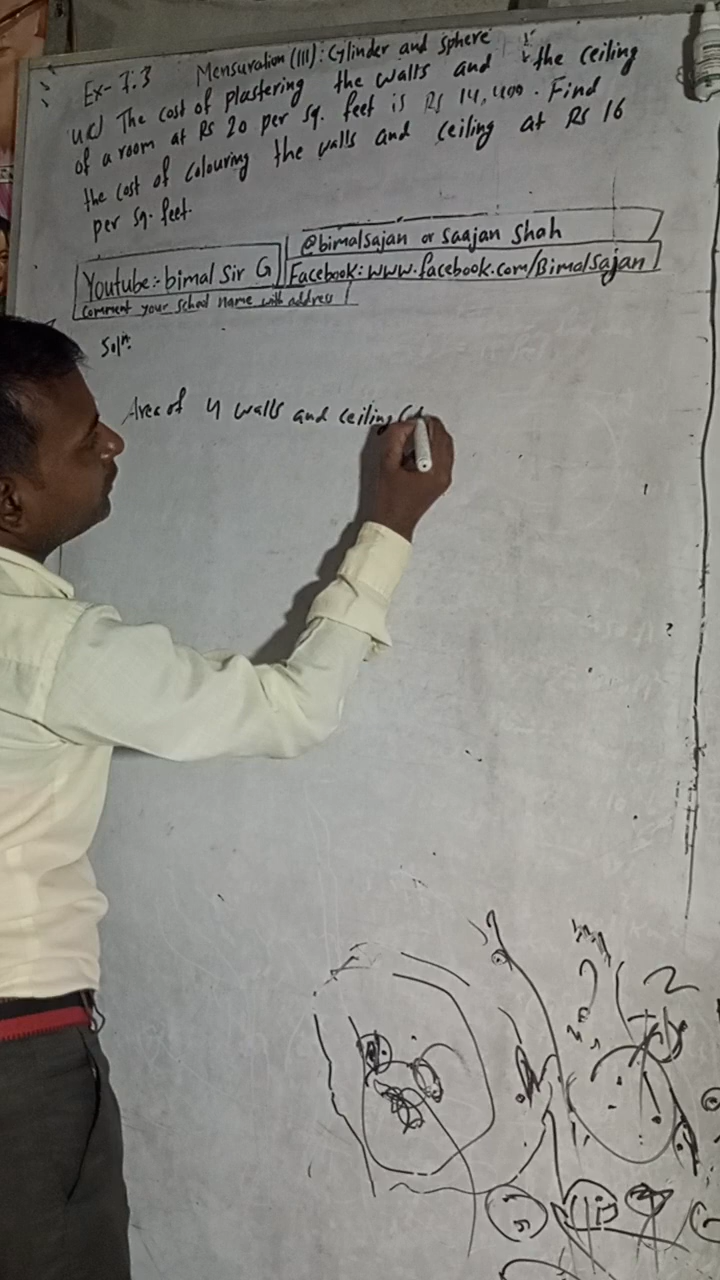 Ex- 7.3 Mensuration (III): Cylinder and sphere
4(c) The cost of plastering the walls and the ceiling
of a room at Rs 20 per sq. feet is Rs 14,400. Find
the cost of colouring the walls and ceiling at Rs 16
per sq. feet.
@bimalsajan or Saajan Shah
Youtube:- bimal Sir G
Facebook: www.facebook.com/Bimalsajan
Comment your School name with address
Solⁿ:
Area of 4 walls and ceiling (